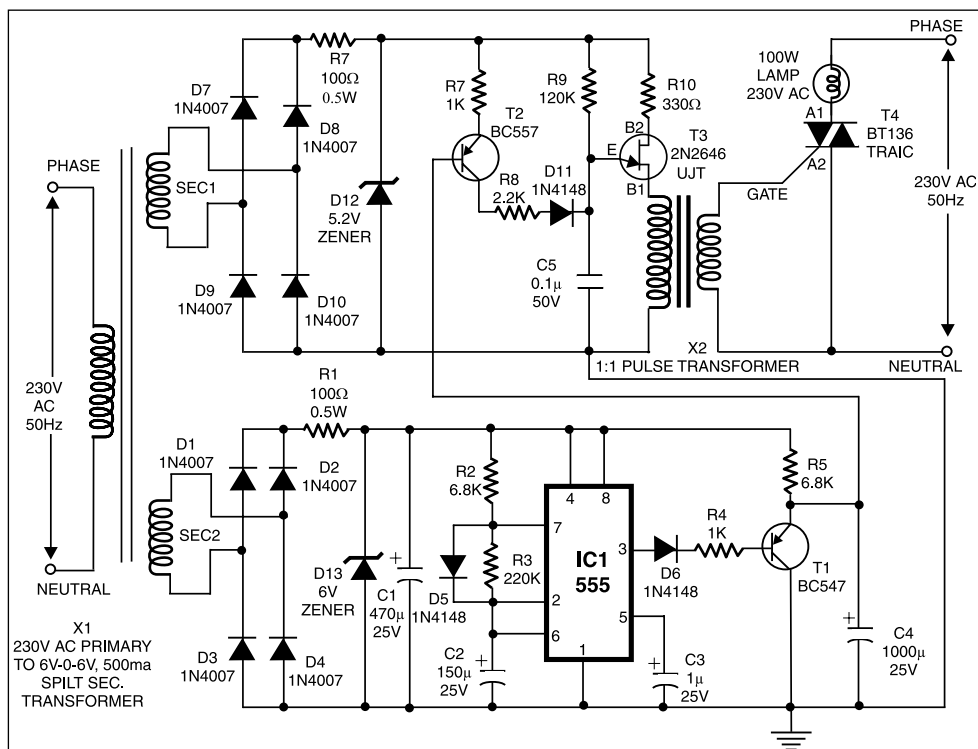 PHASE
230V
AC
50Hz
NEUTRAL
X1
230V AC PRIMARY
TO 6V-0-6V, 500ma
SPILT SEC.
TRANSFORMER
D7
1N4007
D8
1N4007
SEC1
D9
1N4007
D10
1N4007
R7
100Ω
0.5W
D12
5.2V
ZENER
R7
1K
T2
BC557
R8
2.2K
D11
1N4148
R9
120K
C5
0.1µ
50V
R10
330Ω
B2
E
B1
T3
2N2646
UJT
X2
1:1 PULSE TRANSFORMER
GATE
100W
LAMP
230V AC
A1
A2
T4
BT136
TRAIC
PHASE
230V AC
50Hz
NEUTRAL
D1
1N4007
D2
1N4007
SEC2
D3
1N4007
D4
1N4007
R1
100Ω
0.5W
D13
6V
ZENER
+
C1
470µ
25V
R2
6.8K
R3
220K
D5
1N4148
+
C2
150µ
25V
4
8
7
2
6
3
5
1
IC1
555
D6
1N4148
R4
1K
+
C3
1µ
25V
R5
6.8K
T1
BC547
+
C4
1000µ
25V